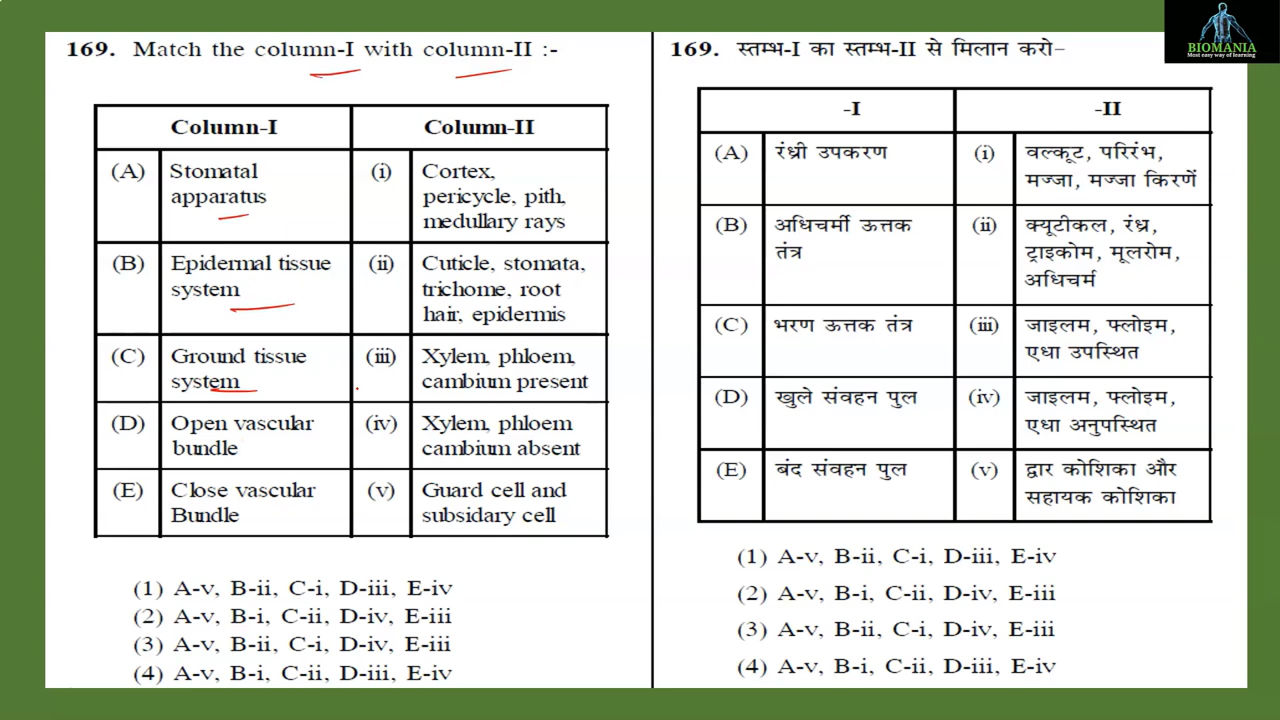 169. Match the column-I with column-II :-
Column-I Column-II
(A) Stomatal apparatus (i) Cortex, pericycle, pith, medullary rays
(B) Epidermal tissue system (ii) Cuticle, stomata, trichome, root hair, epidermis
(C) Ground tissue system (iii) Xylem, phloem, cambium present
(D) Open vascular bundle (iv) Xylem, phloem cambium absent
(E) Close vascular Bundle (v) Guard cell and subsidary cell
(1) A-v, B-ii, C-i, D-iii, E-iv
(2) A-v, B-i, C-ii, D-iv, E-iii
(3) A-v, B-ii, C-i, D-iv, E-iii
(4) A-v, B-i, C-ii, D-iii, E-iv
169. स्तम्भ-I का स्तम्भ-II से मिलान करो-
-I -II
(A) रंध्री उपकरण (i) वल्कूट, परिरंभ, मज्जा, मज्जा किरणें
(B) अधिचर्मी ऊत्तक तंत्र (ii) क्यूटीकल, रंध्र, ट्राइकोम, मूलरोम, अधिचर्म
(C) भरण ऊत्तक तंत्र (iii) जाइलम, फ्लोइम, एधा उपस्थित
(D) खुले संवहन पुल (iv) जाइलम, फ्लोइम, एधा अनुपस्थित
(E) बंद संवहन पुल (v) द्वार कोशिका और सहायक कोशिका
(1) A-v, B-ii, C-i, D-iii, E-iv
(2) A-v, B-i, C-ii, D-iv, E-iii
(3) A-v, B-ii, C-i, D-iv, E-iii
(4) A-v, B-i, C-ii, D-iii, E-iv
BIOMANIA
Most easy way of learning